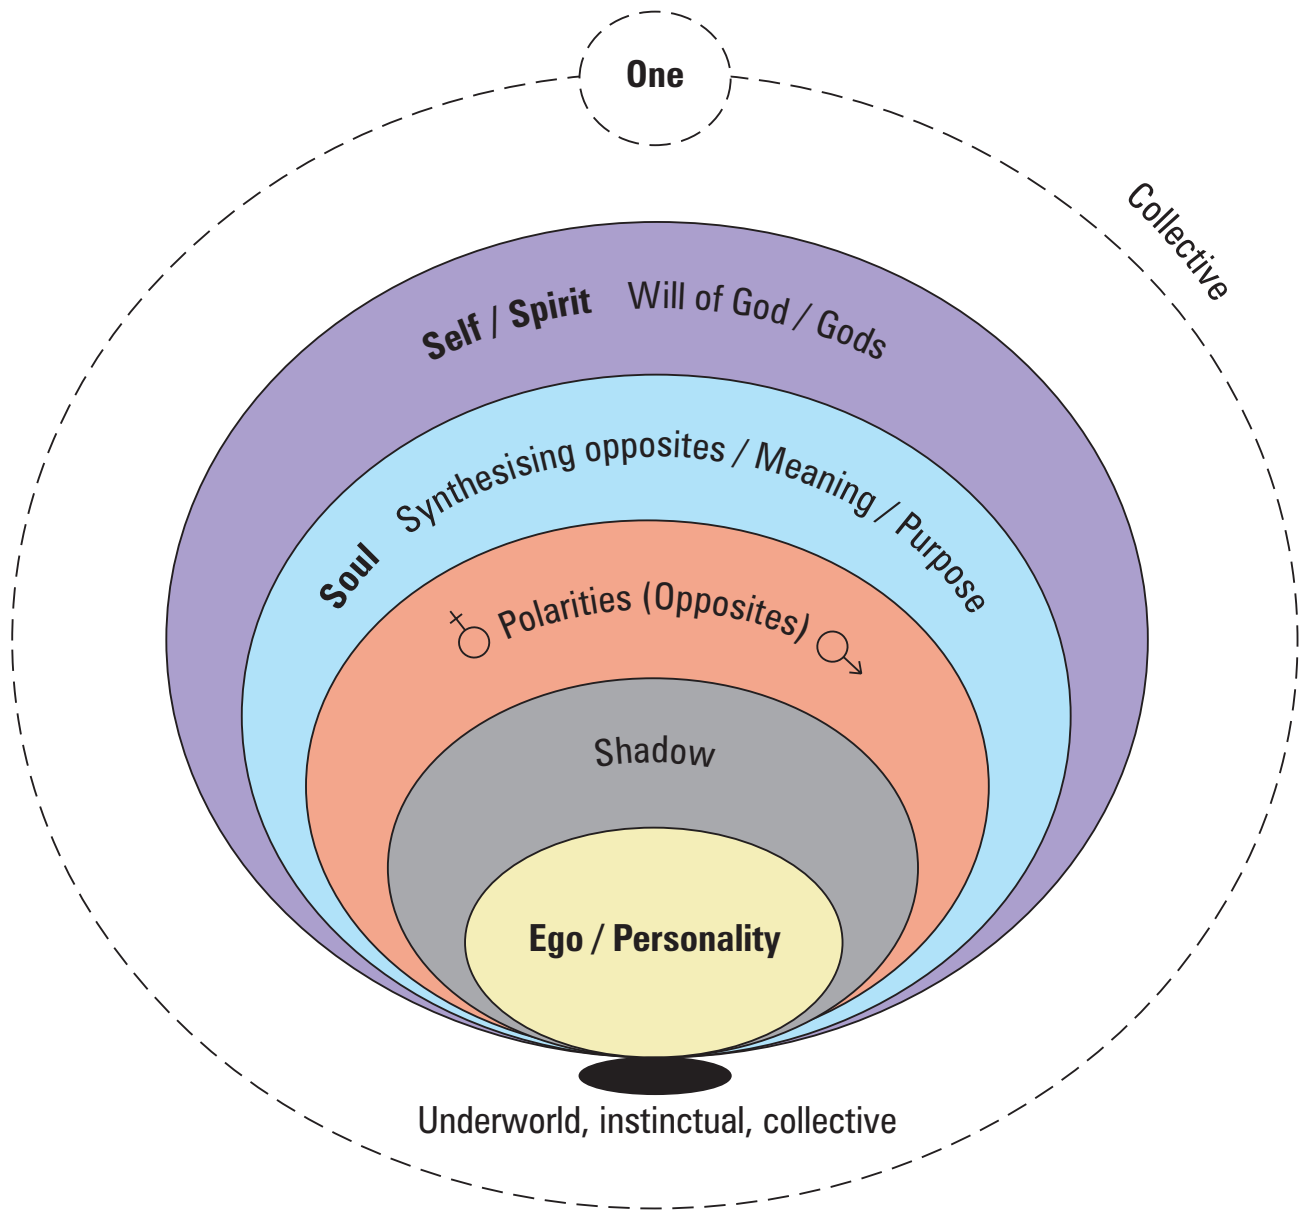 One
Collective
Self / Spirit Will of God / Gods
Soul Synthesising opposites / Meaning / Purpose
Polarities (Opposites)
Shadow
Ego / Personality
Underworld, instinctual, collective